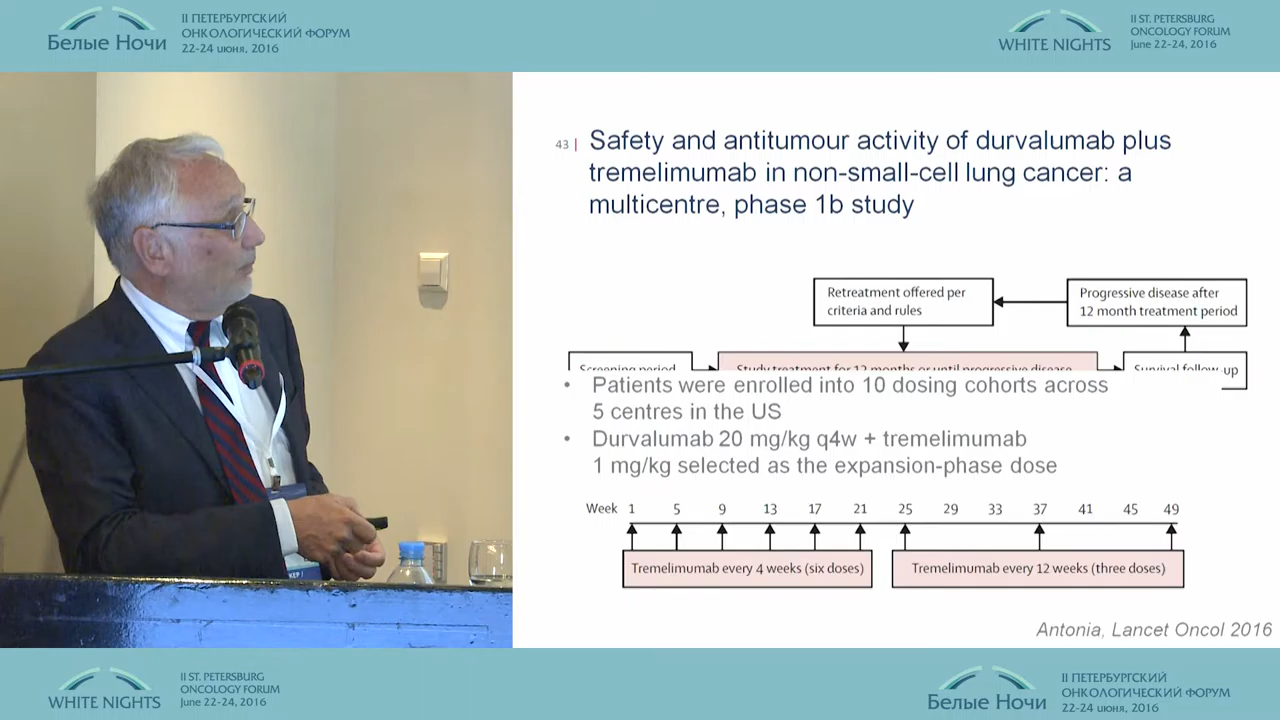 Белые Ночи
II ПЕТЕРБУРГСКИЙ
ОНКОЛОГИЧЕСКИЙ ФОРУМ
22-24 июня, 2016
WHITE NIGHTS
II ST. PETERSBURG
ONCOLOGY FORUM
June 22-24, 2016
43 |
Safety and antitumour activity of durvalumab plus
tremelimumab in non-small-cell lung cancer: a
multicentre, phase 1b study
Retreatment offered per
criteria and rules
Progressive disease after
12 month treatment period
Screening period
Study treatment for 12 months or until progressive disease
Survival follow-up
• Patients were enrolled into 10 dosing cohorts across
5 centres in the US
• Durvalumab 20 mg/kg q4w + tremelimumab
1 mg/kg selected as the expansion-phase dose
Week 1 5 9 13 17 21 25 29 33 37 41 45 49
Tremelimumab every 4 weeks (six doses)
Tremelimumab every 12 weeks (three doses)
Antonia, Lancet Oncol 2016
WHITE NIGHTS
II ST. PETERSBURG
ONCOLOGY FORUM
June 22-24, 2016
Белые Ночи
II ПЕТЕРБУРГСКИЙ
ОНКОЛОГИЧЕСКИЙ ФОРУМ
22-24 июня, 2016